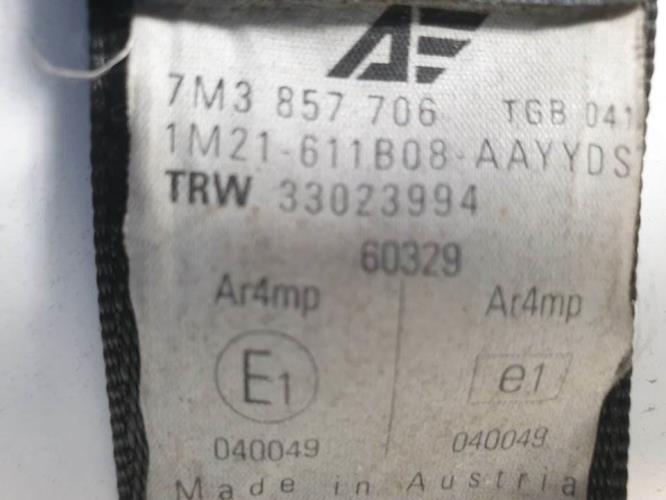 AE
7M3 857 706 TGB 041
1M21-611B08-AAYYDS
TRW 33023994
60329
Ar4mp Ar4mp
E1 e1
040049 040049
Made in Austria